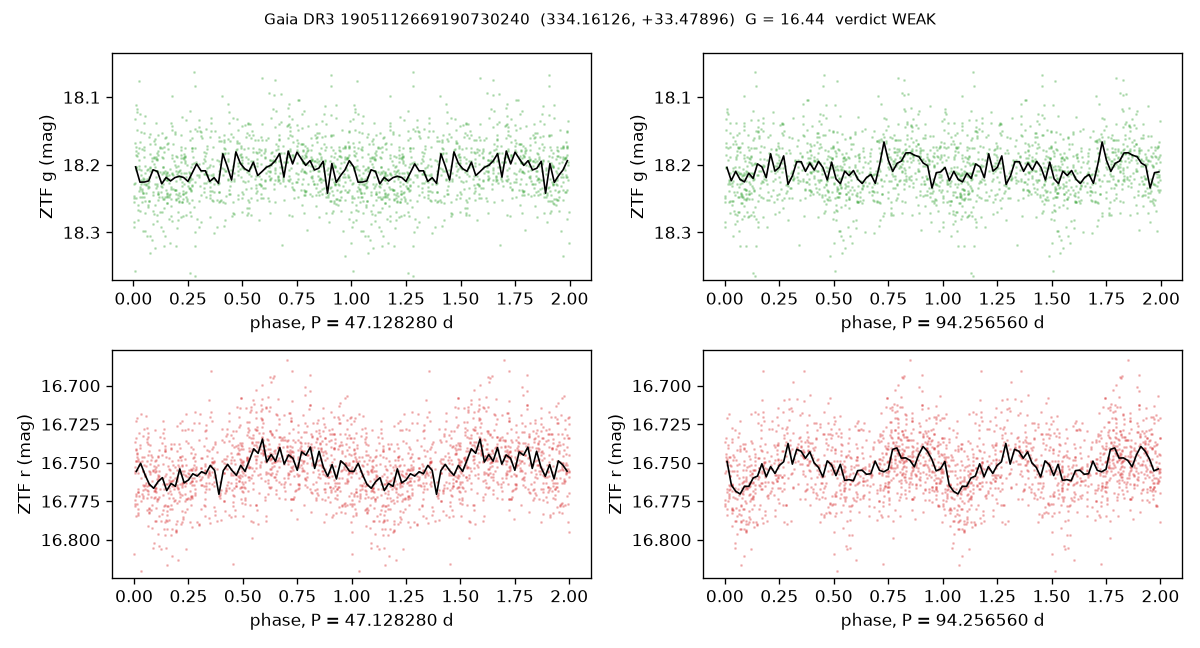 Gaia DR3 1905112669190730240 (334.16126, +33.47896) G = 16.44 verdict WEAK
ZTF g (mag)
18.1
18.2
18.3
0.00 0.25 0.50 0.75 1.00 1.25 1.50 1.75 2.00
phase, P = 47.128280 d
ZTF g (mag)
18.1
18.2
18.3
0.00 0.25 0.50 0.75 1.00 1.25 1.50 1.75 2.00
phase, P = 94.256560 d
ZTF r (mag)
16.700
16.725
16.750
16.775
16.800
0.00 0.25 0.50 0.75 1.00 1.25 1.50 1.75 2.00
phase, P = 47.128280 d
ZTF r (mag)
16.700
16.725
16.750
16.775
16.800
0.00 0.25 0.50 0.75 1.00 1.25 1.50 1.75 2.00
phase, P = 94.256560 d